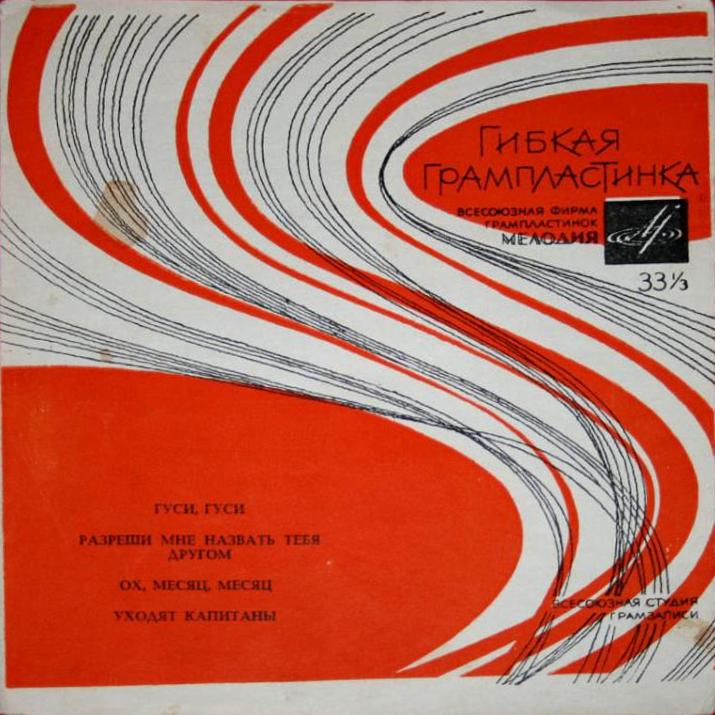 ГИБКАЯ
ГРАМПЛАСТИНКА
ВСЕСОЮЗНАЯ ФИРМА
ГРАМПЛАСТИНОК
МЕЛОДИЯ
33 1/3
ГУСИ, ГУСИ
РАЗРЕШИ МНЕ НАЗВАТЬ ТЕБЯ
ДРУГОМ
ОХ, МЕСЯЦ, МЕСЯЦ
УХОДЯТ КАПИТАНЫ
ВСЕСОЮЗНАЯ СТУДИЯ
ГРАМЗАПИСИ